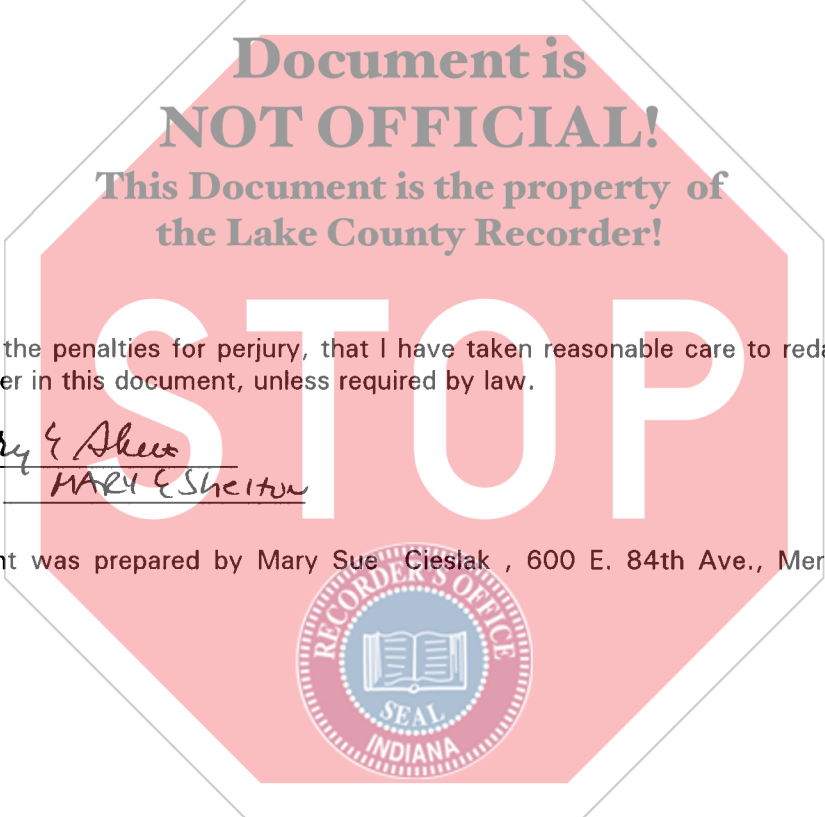 Document is
NOT OFFICIAL!
This Document is the property of
the Lake County Recorder!
STOP
the penalties for perjury, that I have taken reasonable care to reda
er in this document, unless required by law.
ry E
MARY E Shelton
nt was prepared by Mary Sue Cieslak , 600 E. 84th Ave., Mer
RECORDER'S OFFICE
SEAL
INDIANA